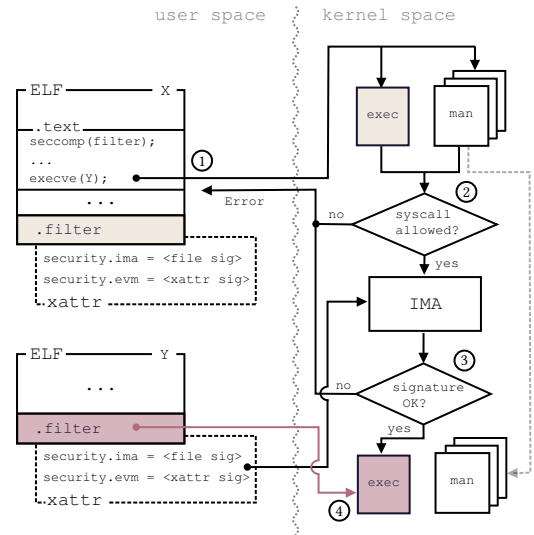 user space
kernel space
ELF X
.text
seccomp(filter);
...
execve(Y);
...
.filter
security.ima = <file sig>
security.evm = <xattr sig>
xattr
1
Error
exec
man
2
no
syscall
allowed?
yes
IMA
3
no
signature
OK?
yes
ELF Y
...
.filter
security.ima = <file sig>
security.evm = <xattr sig>
xattr
exec
man
4